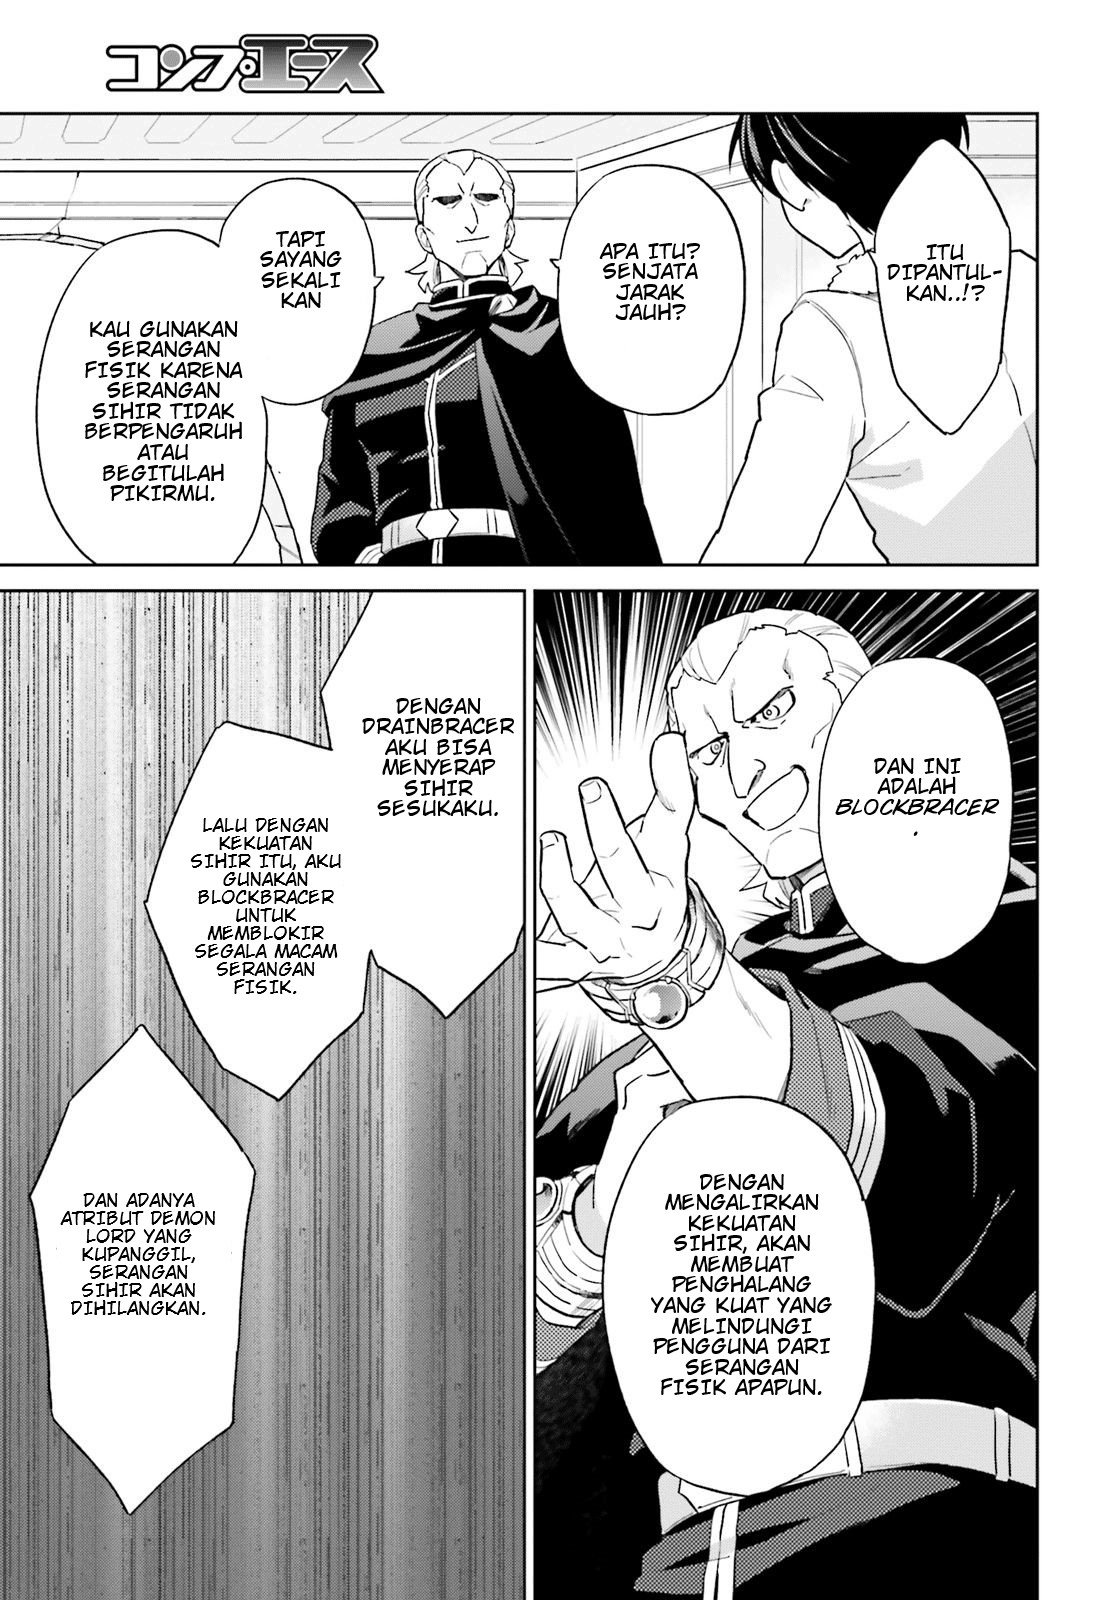 コンプ・エース
ITU
DIPANTUL-
KAN..!?
APA ITU?
SENJATA
JARAK
JAUH?
TAPI
SAYANG
SEKALI
KAN
KAU GUNAKAN
SERANGAN
FISIK KARENA
SERANGAN
SIHIR TIDAK
BERPENGARUH
ATAU
BEGITULAH
PIKIRMU.
DAN INI
ADALAH
BLOCKBRACER
.
DENGAN
MENGALIRKAN
KEKUATAN
SIHIR, AKAN
MEMBUAT
PENGHALANG
YANG KUAT YANG
MELINDUNGI
PENGGUNA DARI
SERANGAN
FISIK APAPUN.
DENGAN
DRAINBRACER
AKU BISA
MENYERAP
SIHIR
SESUKAKU.
LALU DENGAN
KEKUATAN
SIHIR ITU, AKU
GUNAKAN
BLOCKBRACER
UNTUK
MEMBLOKIR
SEGALA MACAM
SERANGAN
FISIK.
DAN ADANYA
ATRIBUT DEMON
LORD YANG
KUPANGGIL,
SERANGAN
SIHIR AKAN
DIHILANGKAN.